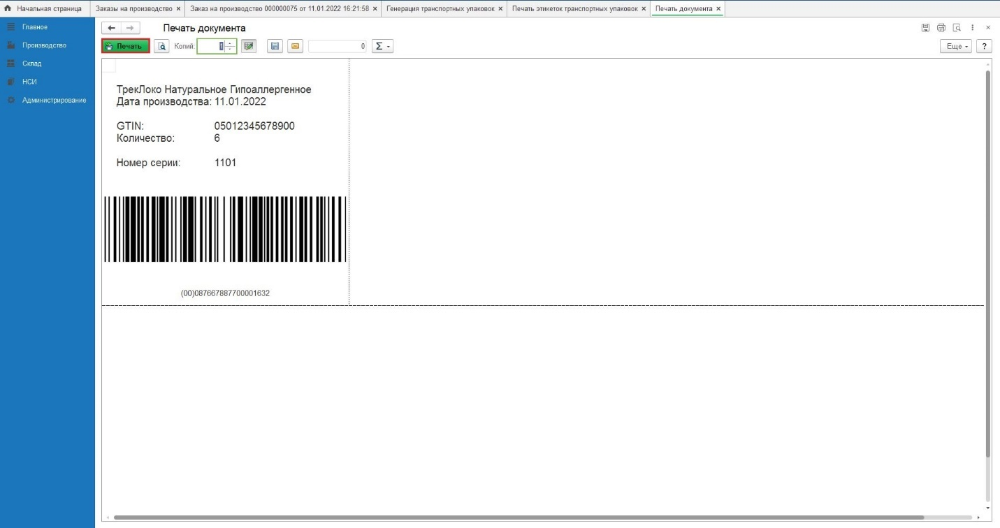 Начальная страница
Заказы на производство ×
Заказ на производство 000000075 от 11.01.2022 16:21:58 ×
Генерация транспортных упаковок ×
Печать этикеток транспортных упаковок ×
Печать документа ×
Главное
Производство
Склад
НСИ
Администрирование
Печать документа
Печать
Копий: 1
0
Σ
Еще
?
ТрекЛоко Натуральное Гипоаллергенное
Дата производства: 11.01.2022
GTIN: 05012345678900
Количество: 6
Номер серии: 1101
(00)087667887700001632